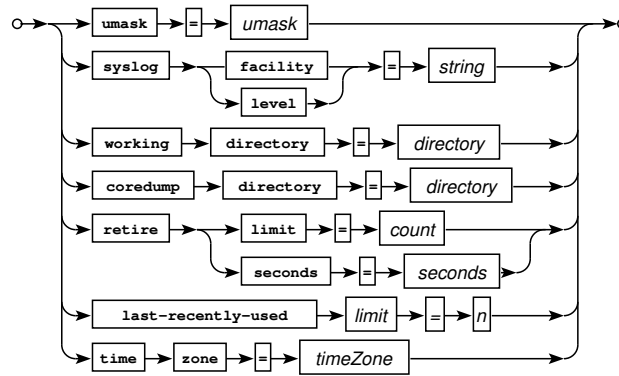 umask = umask
syslog facility = string
level
working directory = directory
coredump directory = directory
retire limit = count
seconds = seconds
last-recently-used limit = n
time zone = timeZone